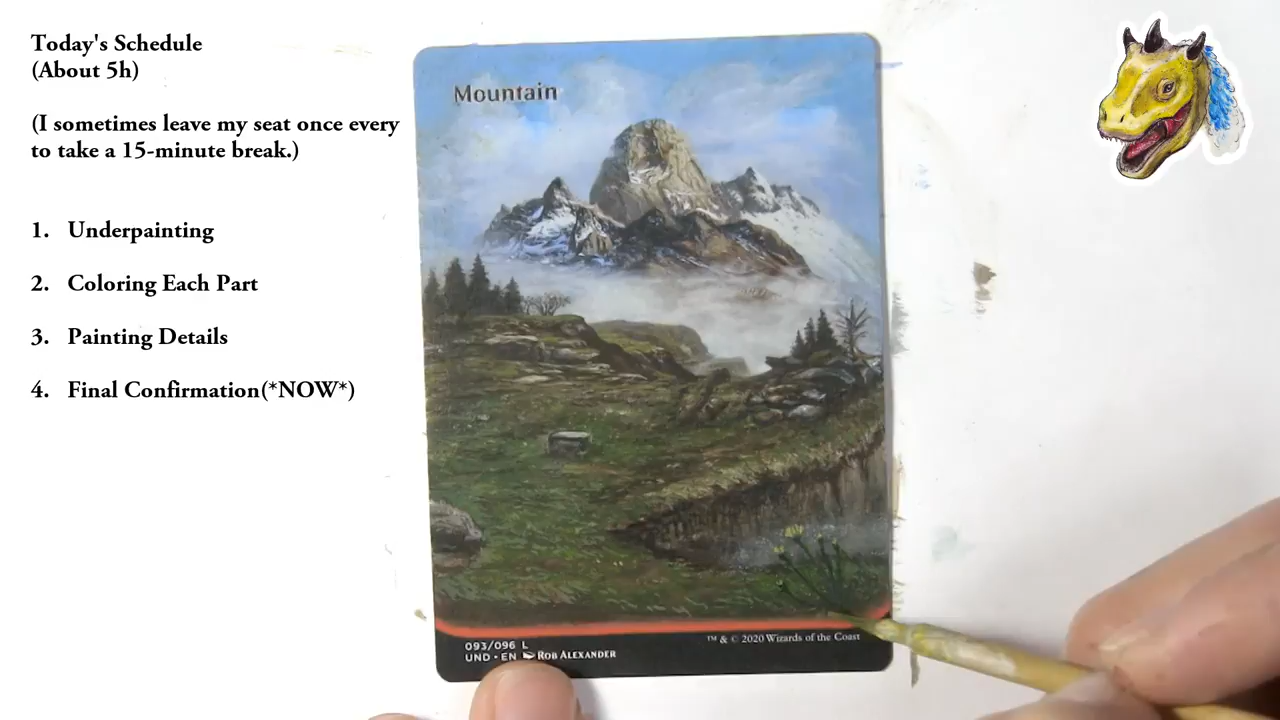 Today's Schedule
(About 5h)
(I sometimes leave my seat once every
to take a 15-minute break.)
1. Underpainting
2. Coloring Each Part
3. Painting Details
4. Final Confirmation(*NOW*)
Mountain
093/096 L
UND • EN ROB ALEXANDER
™ & © 2020 Wizards of the Coast